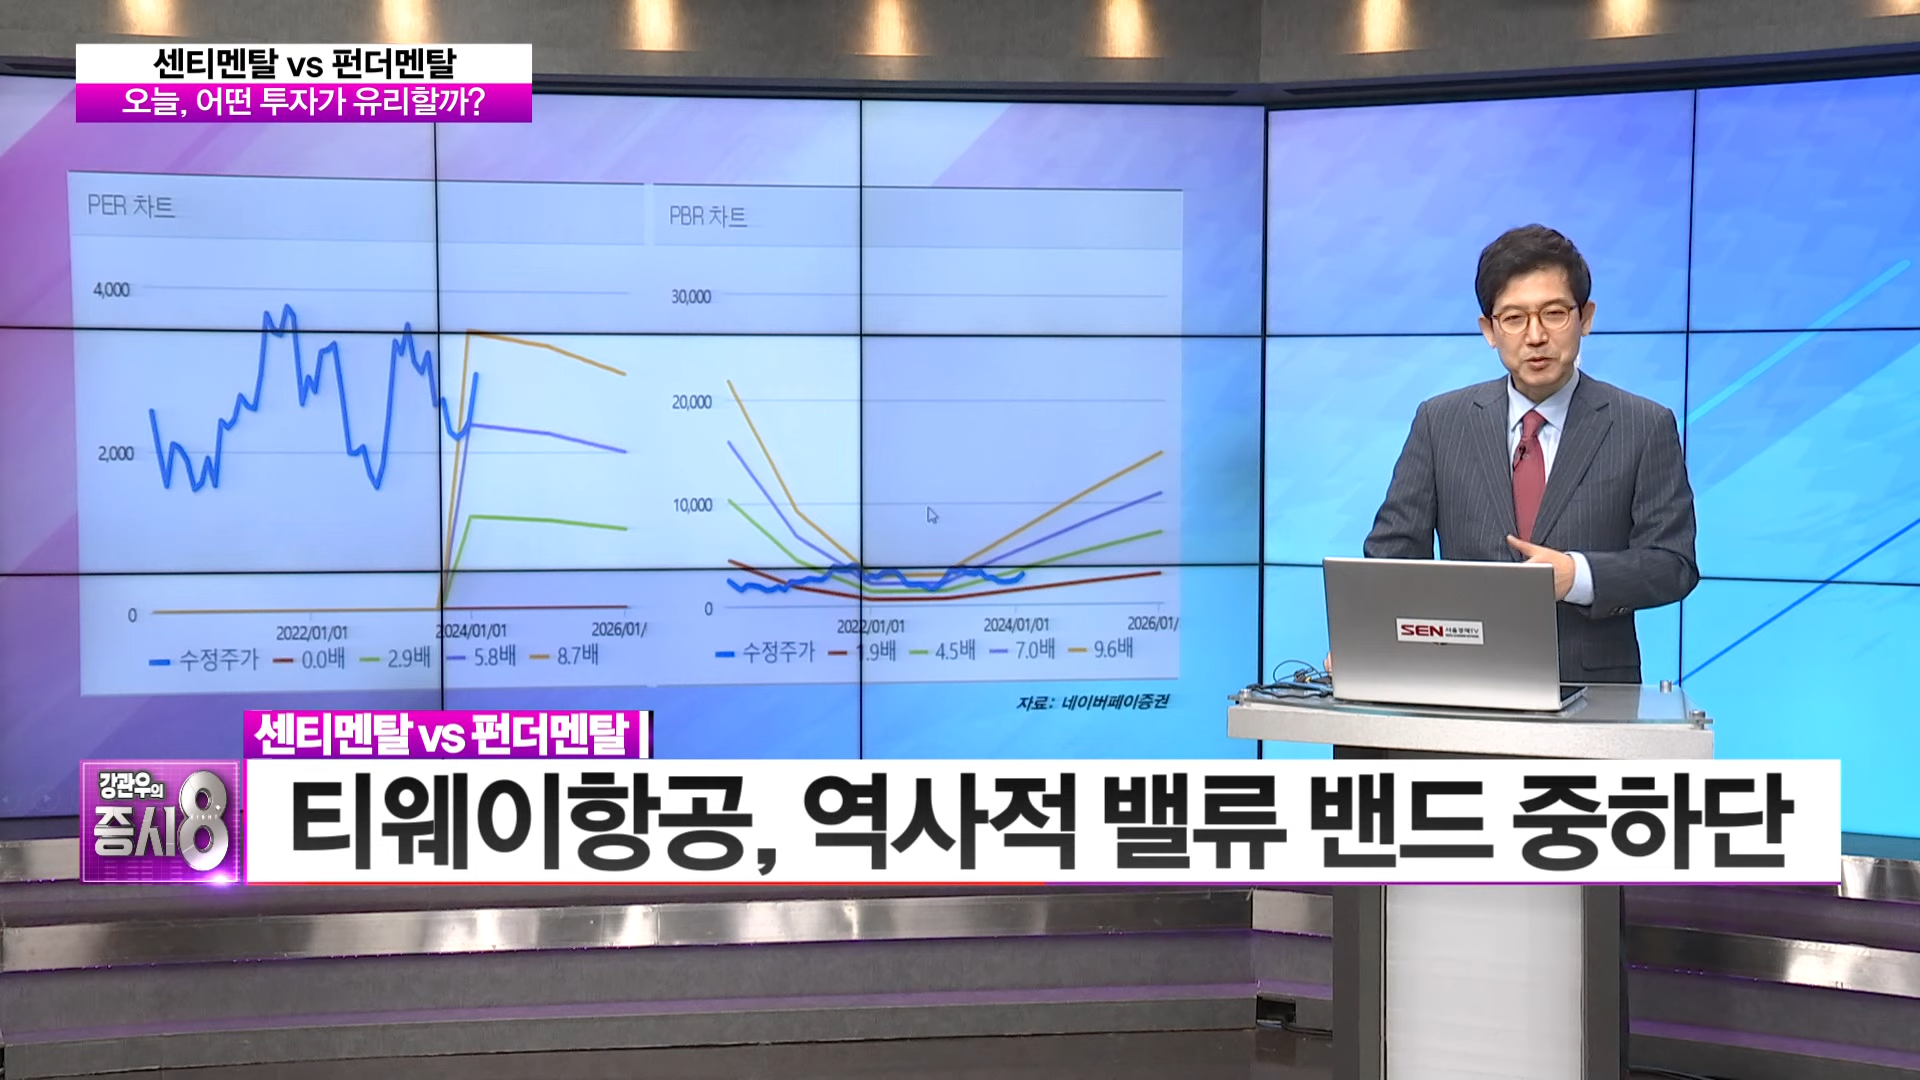 센티멘탈 vs 펀더멘탈
오늘, 어떤 투자가 유리할까?
PER 차트
4,000
2,000
0
2022/01/01 2024/01/01 2026/01/
수정주가 0.0배 2.9배 5.8배 8.7배
PBR 차트
30,000
20,000
10,000
0
2022/01/01 2024/01/01 2026/01/
수정주가 1.9배 4.5배 7.0배 9.6배
자료: 네이버페이증권
SEN 서울경제TV
센티멘탈 vs 펀더멘탈
강관우의
증시8
티웨이항공, 역사적 밸류 밴드 중하단